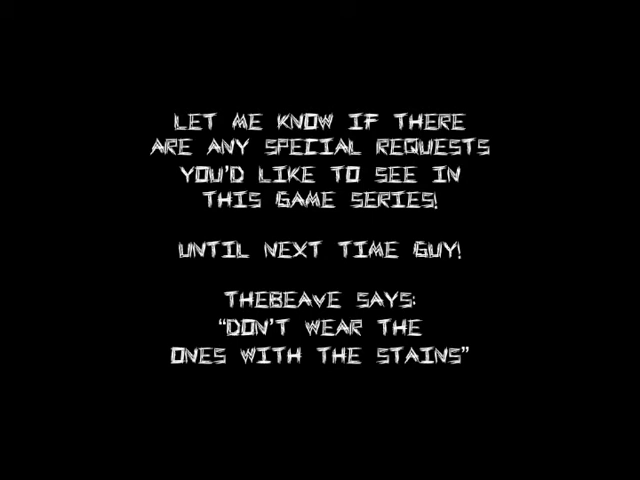 LET ME KNOW IF THERE
ARE ANY SPECIAL REQUESTS
YOU'D LIKE TO SEE IN
THIS GAME SERIES!
UNTIL NEXT TIME GUY!
THEBEAVE SAYS:
“DON'T WEAR THE
ONES WITH THE STAINS”